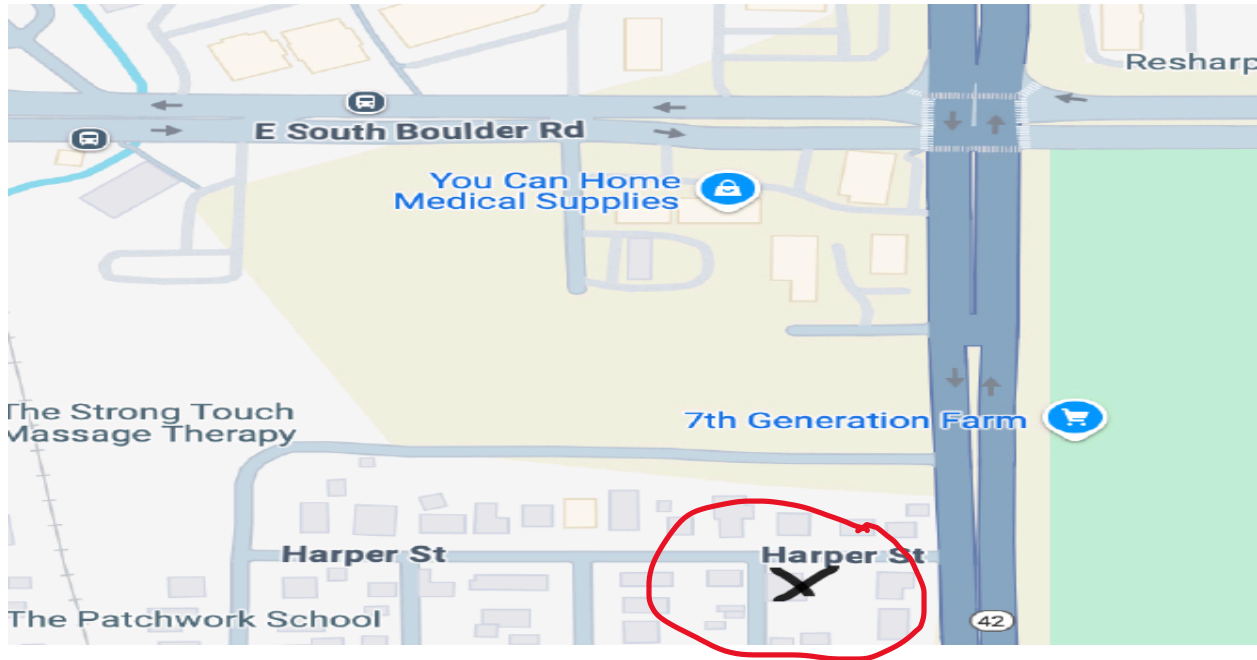 Resharp
E South Boulder Rd
You Can Home
Medical Supplies
The Strong Touch
Massage Therapy
7th Generation Farm
Harper St
Harper St
The Patchwork School
42